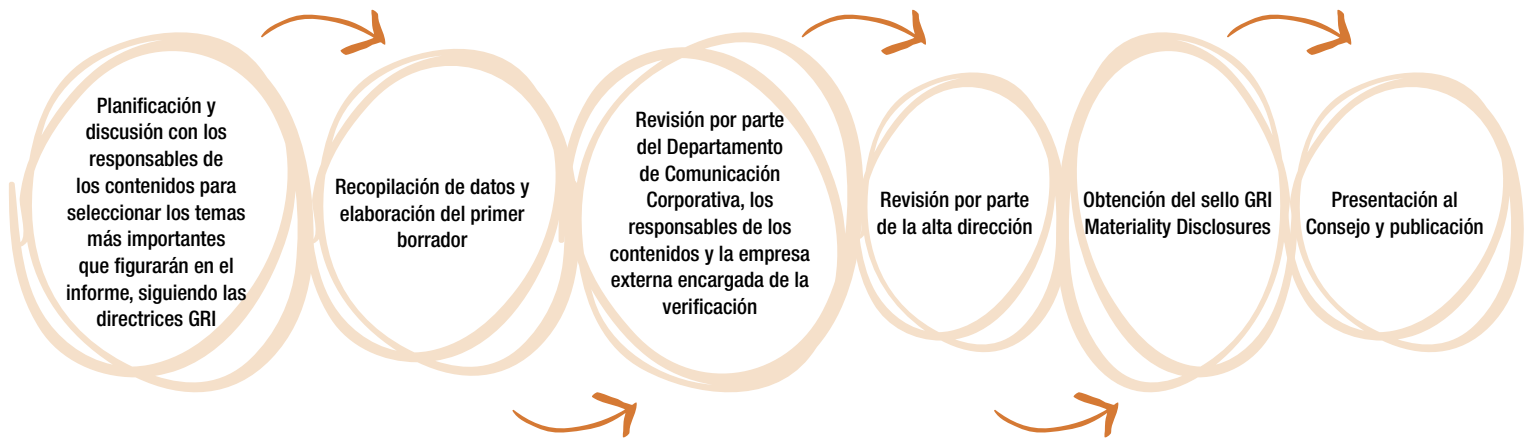 Planificación y
discusión con los
responsables de
los contenidos para
seleccionar los temas
más importantes
que figurarán en el
informe, siguiendo las
directrices GRI
Recopilación de datos y
elaboración del primer
borrador
Revisión por parte
del Departamento
de Comunicación
Corporativa, los
responsables de los
contenidos y la empresa
externa encargada de la
verificación
Revisión por parte
de la alta dirección
Obtención del sello GRI
Materiality Disclosures
Presentación al
Consejo y publicación